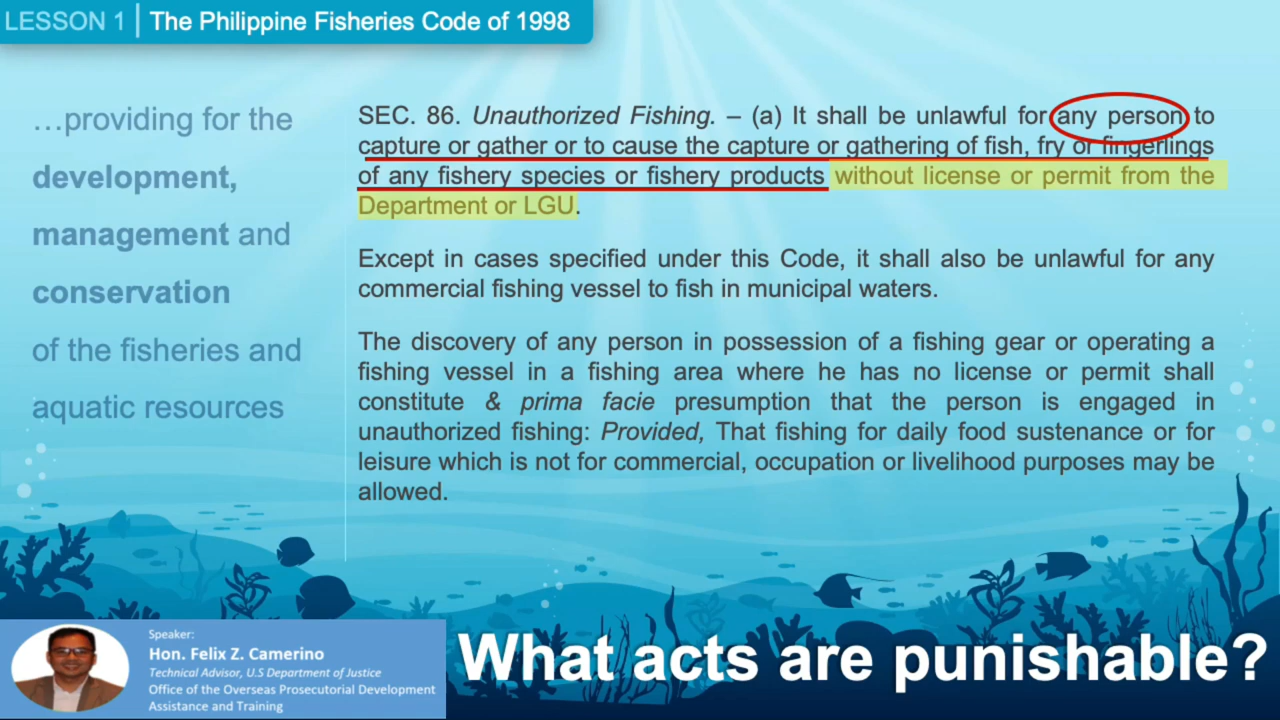 LESSON 1 | The Philippine Fisheries Code of 1998
…providing for the
development,
management and
conservation
of the fisheries and
aquatic resources
SEC. 86. Unauthorized Fishing. – (a) It shall be unlawful for any person to
capture or gather or to cause the capture or gathering of fish, fry or fingerlings
of any fishery species or fishery products without license or permit from the
Department or LGU.
Except in cases specified under this Code, it shall also be unlawful for any
commercial fishing vessel to fish in municipal waters.
The discovery of any person in possession of a fishing gear or operating a
fishing vessel in a fishing area where he has no license or permit shall
constitute & prima facie presumption that the person is engaged in
unauthorized fishing: Provided, That fishing for daily food sustenance or for
leisure which is not for commercial, occupation or livelihood purposes may be
allowed.
Speaker:
Hon. Felix Z. Camerino
Technical Advisor, U.S Department of Justice
Office of the Overseas Prosecutorial Development
Assistance and Training
What acts are punishable?